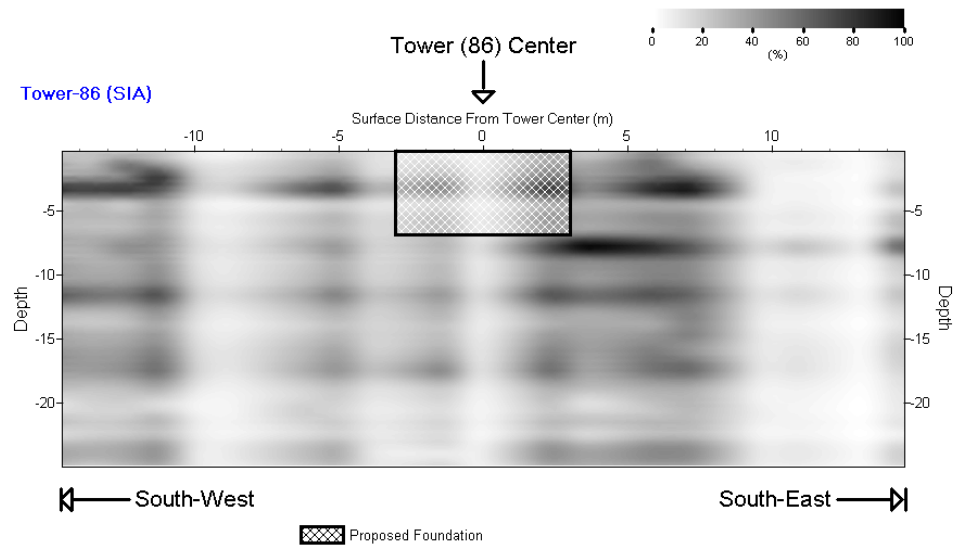 0 20 40 60 80 100
(%)
Tower (86) Center
Tower-86 (SIA)
Surface Distance From Tower Center (m)
-10 -5 0 5 10
-5 -5
-10 -10
-15 -15
-20 -20
Depth
Depth
South-West
South-East
Proposed Foundation